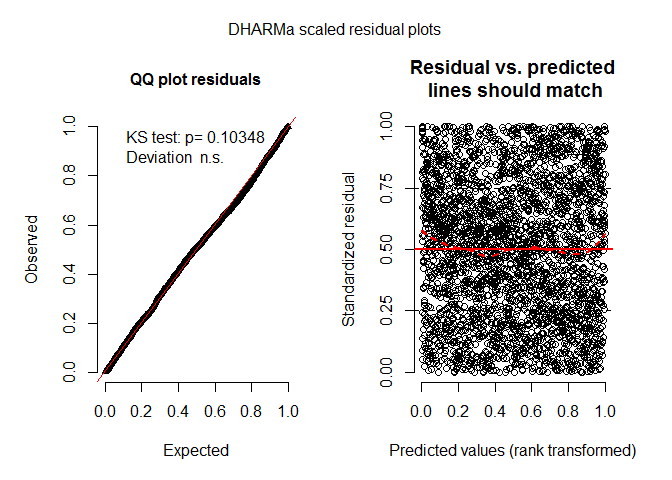 DHARMa scaled residual plots
QQ plot residuals
KS test: p= 0.10348
Deviation n.s.
Observed
0.0 0.2 0.4 0.6 0.8 1.0
0.0 0.2 0.4 0.6 0.8 1.0
Expected
Residual vs. predicted
lines should match
Standardized residual
0.00 0.25 0.50 0.75 1.00
0.0 0.2 0.4 0.6 0.8 1.0
Predicted values (rank transformed)